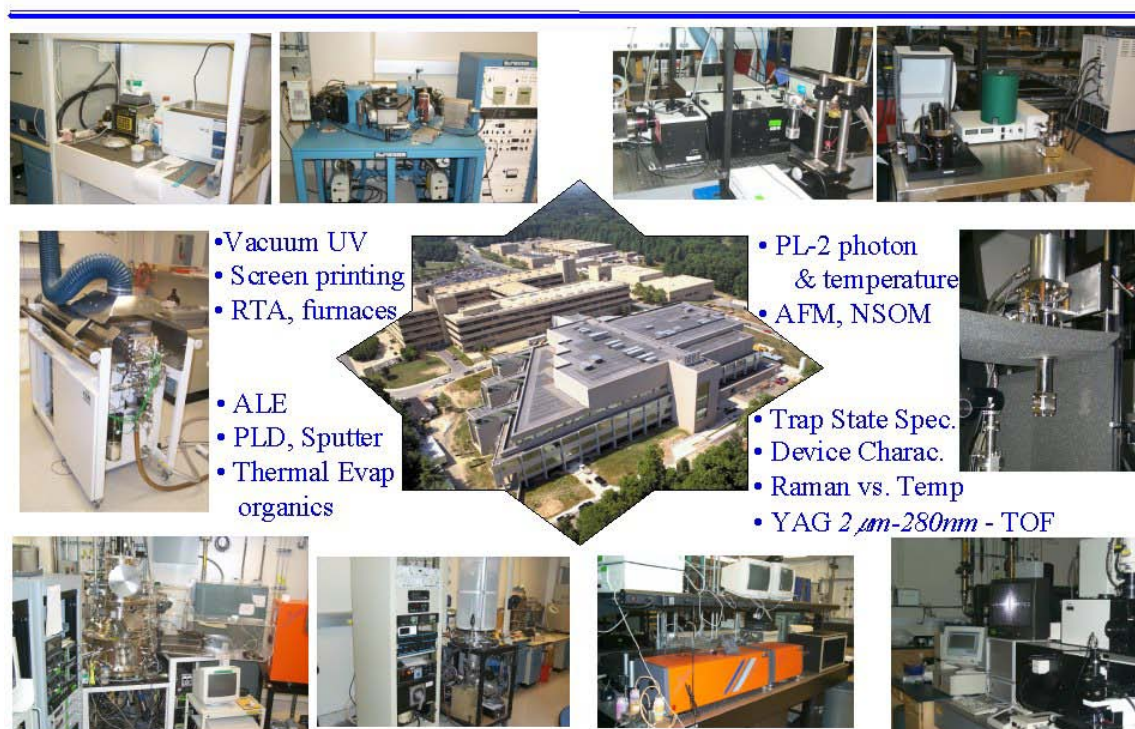 • Vacuum UV
• Screen printing
• RTA, furnaces
• ALE
• PLD, Sputter
• Thermal Evap
organics
• PL-2 photon
& temperature
• AFM, NSOM
• Trap State Spec.
• Device Charac.
• Raman vs. Temp
• YAG 2 μm-280nm - TOF